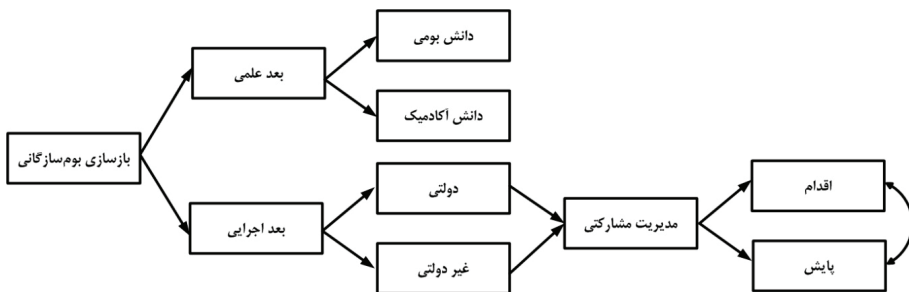 بازسازی بوم‌سازگانی
بعد علمی
دانش بومی
دانش آکادمیک
بعد اجرایی
دولتی
غیر دولتی
مدیریت مشارکتی
اقدام
پایش